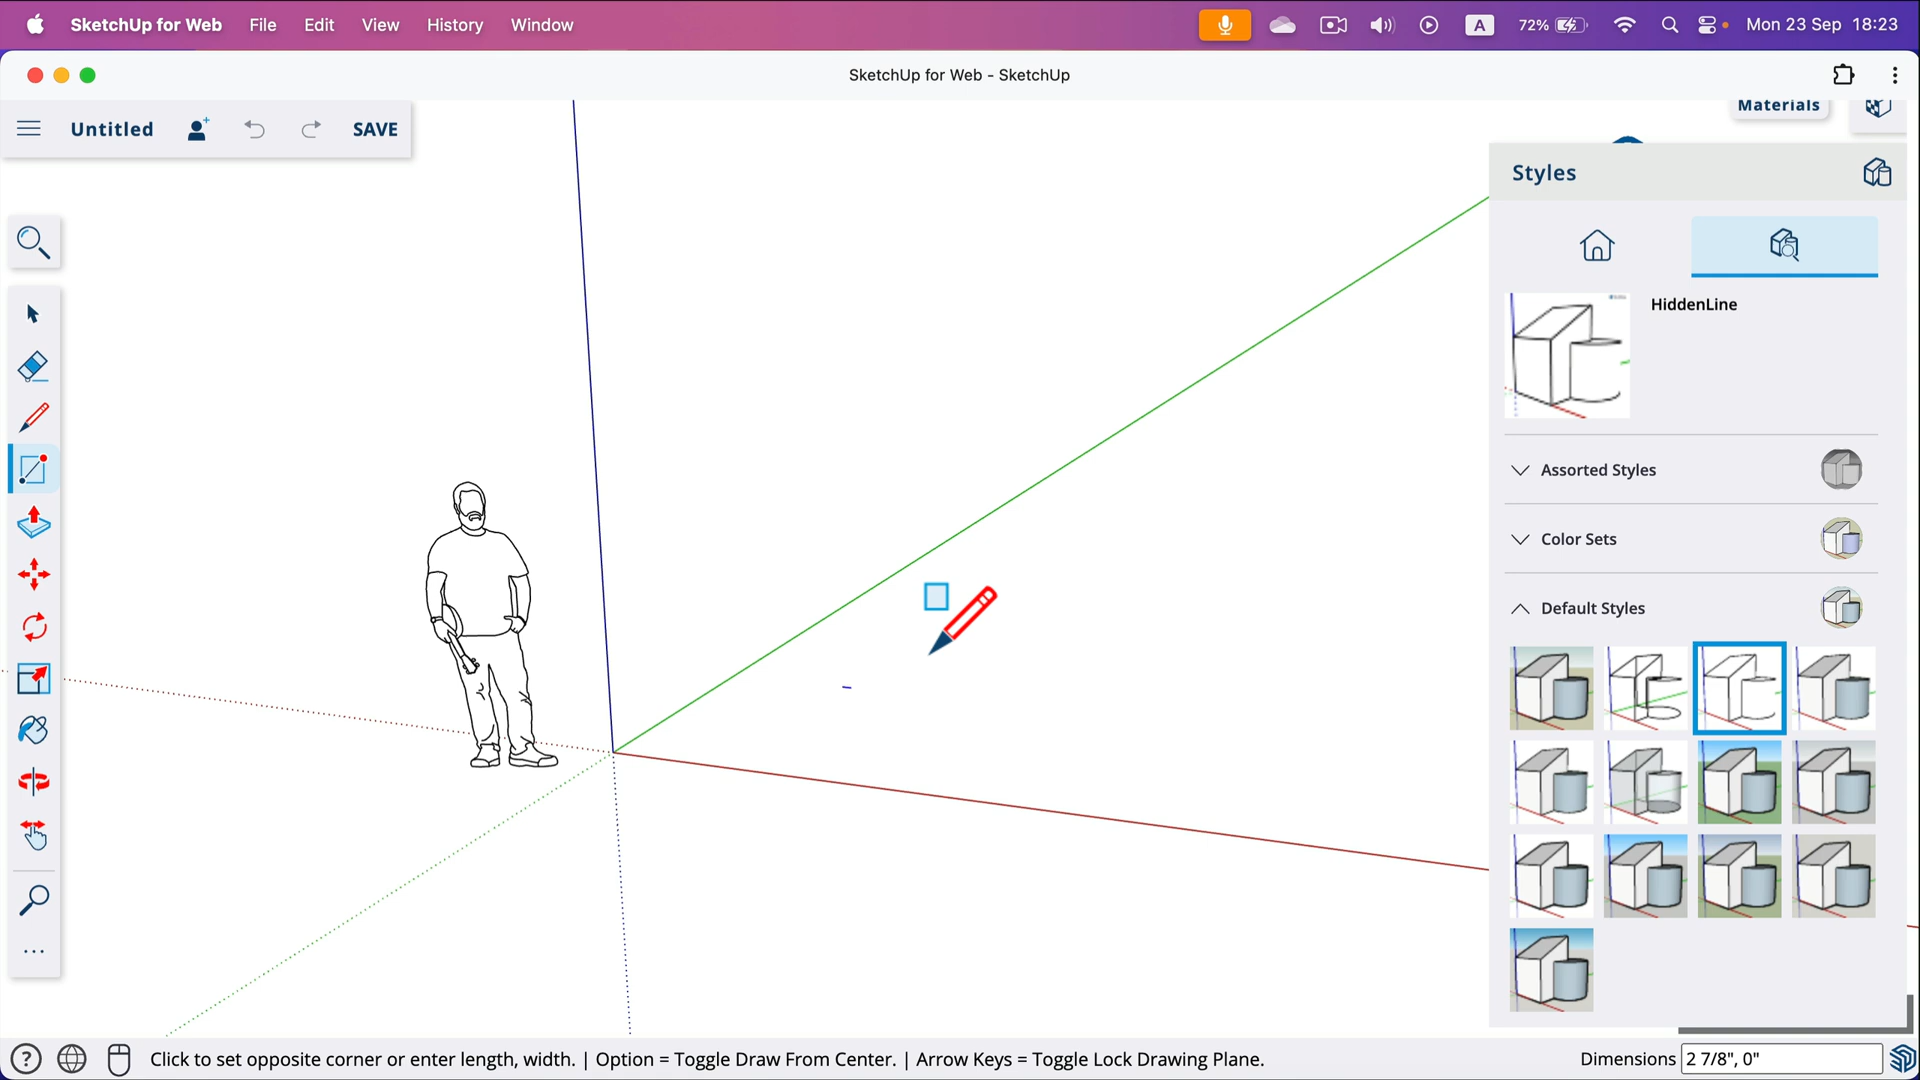 SketchUp for Web File Edit View History Window A 72% Mon 23 Sep 18:23
SketchUp for Web - SketchUp
Untitled SAVE
Materials
Styles
HiddenLine
Assorted Styles
Color Sets
Default Styles
? Click to set opposite corner or enter length, width. | Option = Toggle Draw From Center. | Arrow Keys = Toggle Lock Drawing Plane. Dimensions 2 7/8", 0"